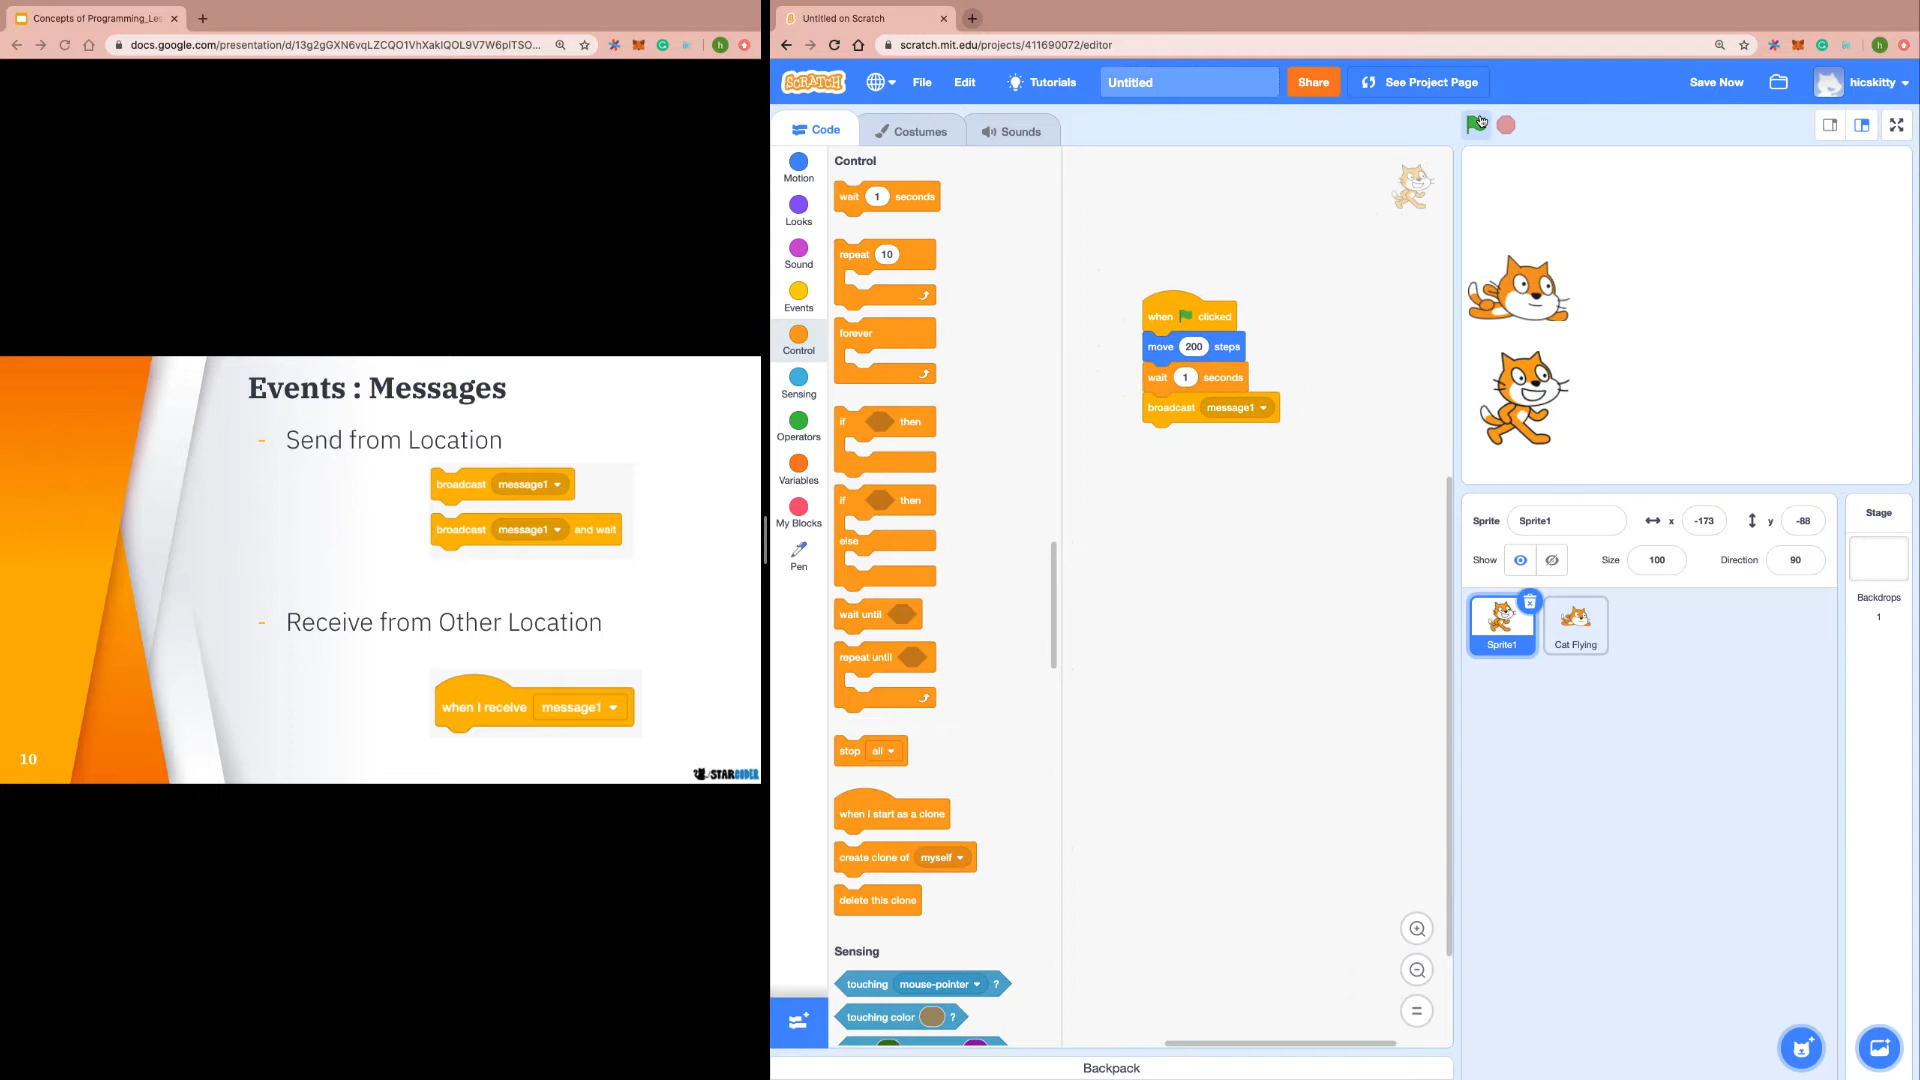 Concepts of Programming_Les
docs.google.com/presentation/d/13g2gGXN6vqLZCQO1VhXaklQOL9V7W6plTSO...
h
Events : Messages
- Send from Location
broadcast message1
broadcast message1 and wait
- Receive from Other Location
when I receive message1
10
STARCODER
Untitled on Scratch
scratch.mit.edu/projects/411690072/editor
h
SCRATCH
File
Edit
Tutorials
Untitled
Share
See Project Page
Save Now
hicskitty
Code
Costumes
Sounds
Motion
Looks
Sound
Events
Control
Sensing
Operators
Variables
My Blocks
Pen
Control
wait 1 seconds
repeat 10
forever
if then
if then
else
wait until
repeat until
stop all
when I start as a clone
create clone of myself
delete this clone
Sensing
touching mouse-pointer ?
touching color ?
when clicked
move 200 steps
wait 1 seconds
broadcast message1
Sprite Sprite1 x -173 y -88
Show Size 100 Direction 90
Sprite1
Cat Flying
Stage
Backdrops
1
Backpack